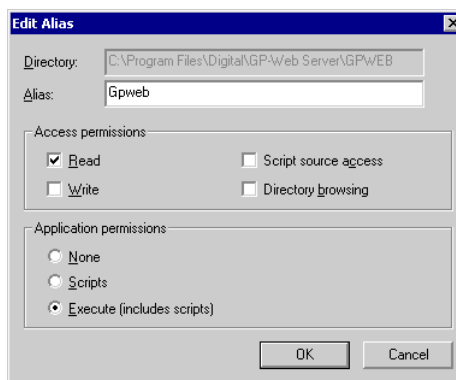 Edit Alias
Directory: C:\Program Files\Digital\GP-Web Server\GPWEB
Alias: Gpweb
Access permissions
Read Script source access
Write Directory browsing
Application permissions
None
Scripts
Execute (includes scripts)
OK Cancel